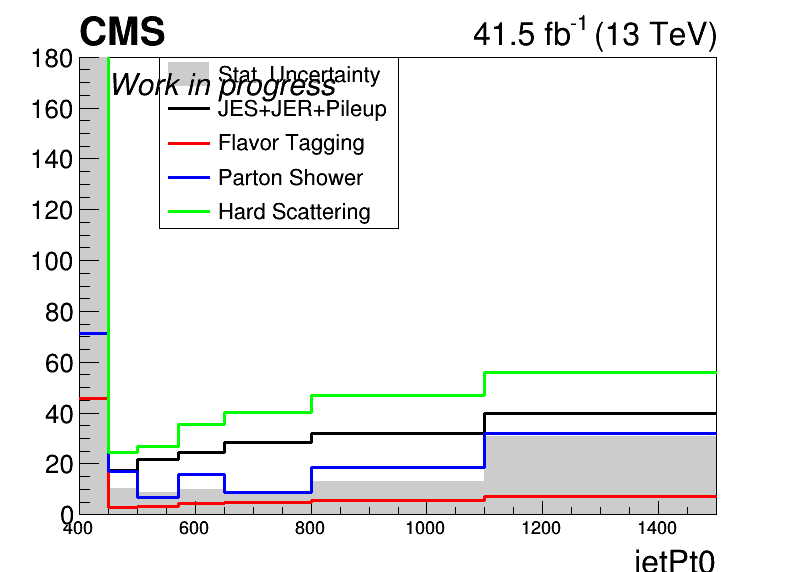 CMS 41.5 fb-1 (13 TeV)
Work in progress
Stat. Uncertainty
JES+JER+Pileup
Flavor Tagging
Parton Shower
Hard Scattering
180
160
140
120
100
80
60
40
20
0
400 600 800 1000 1200 1400
jetPt0